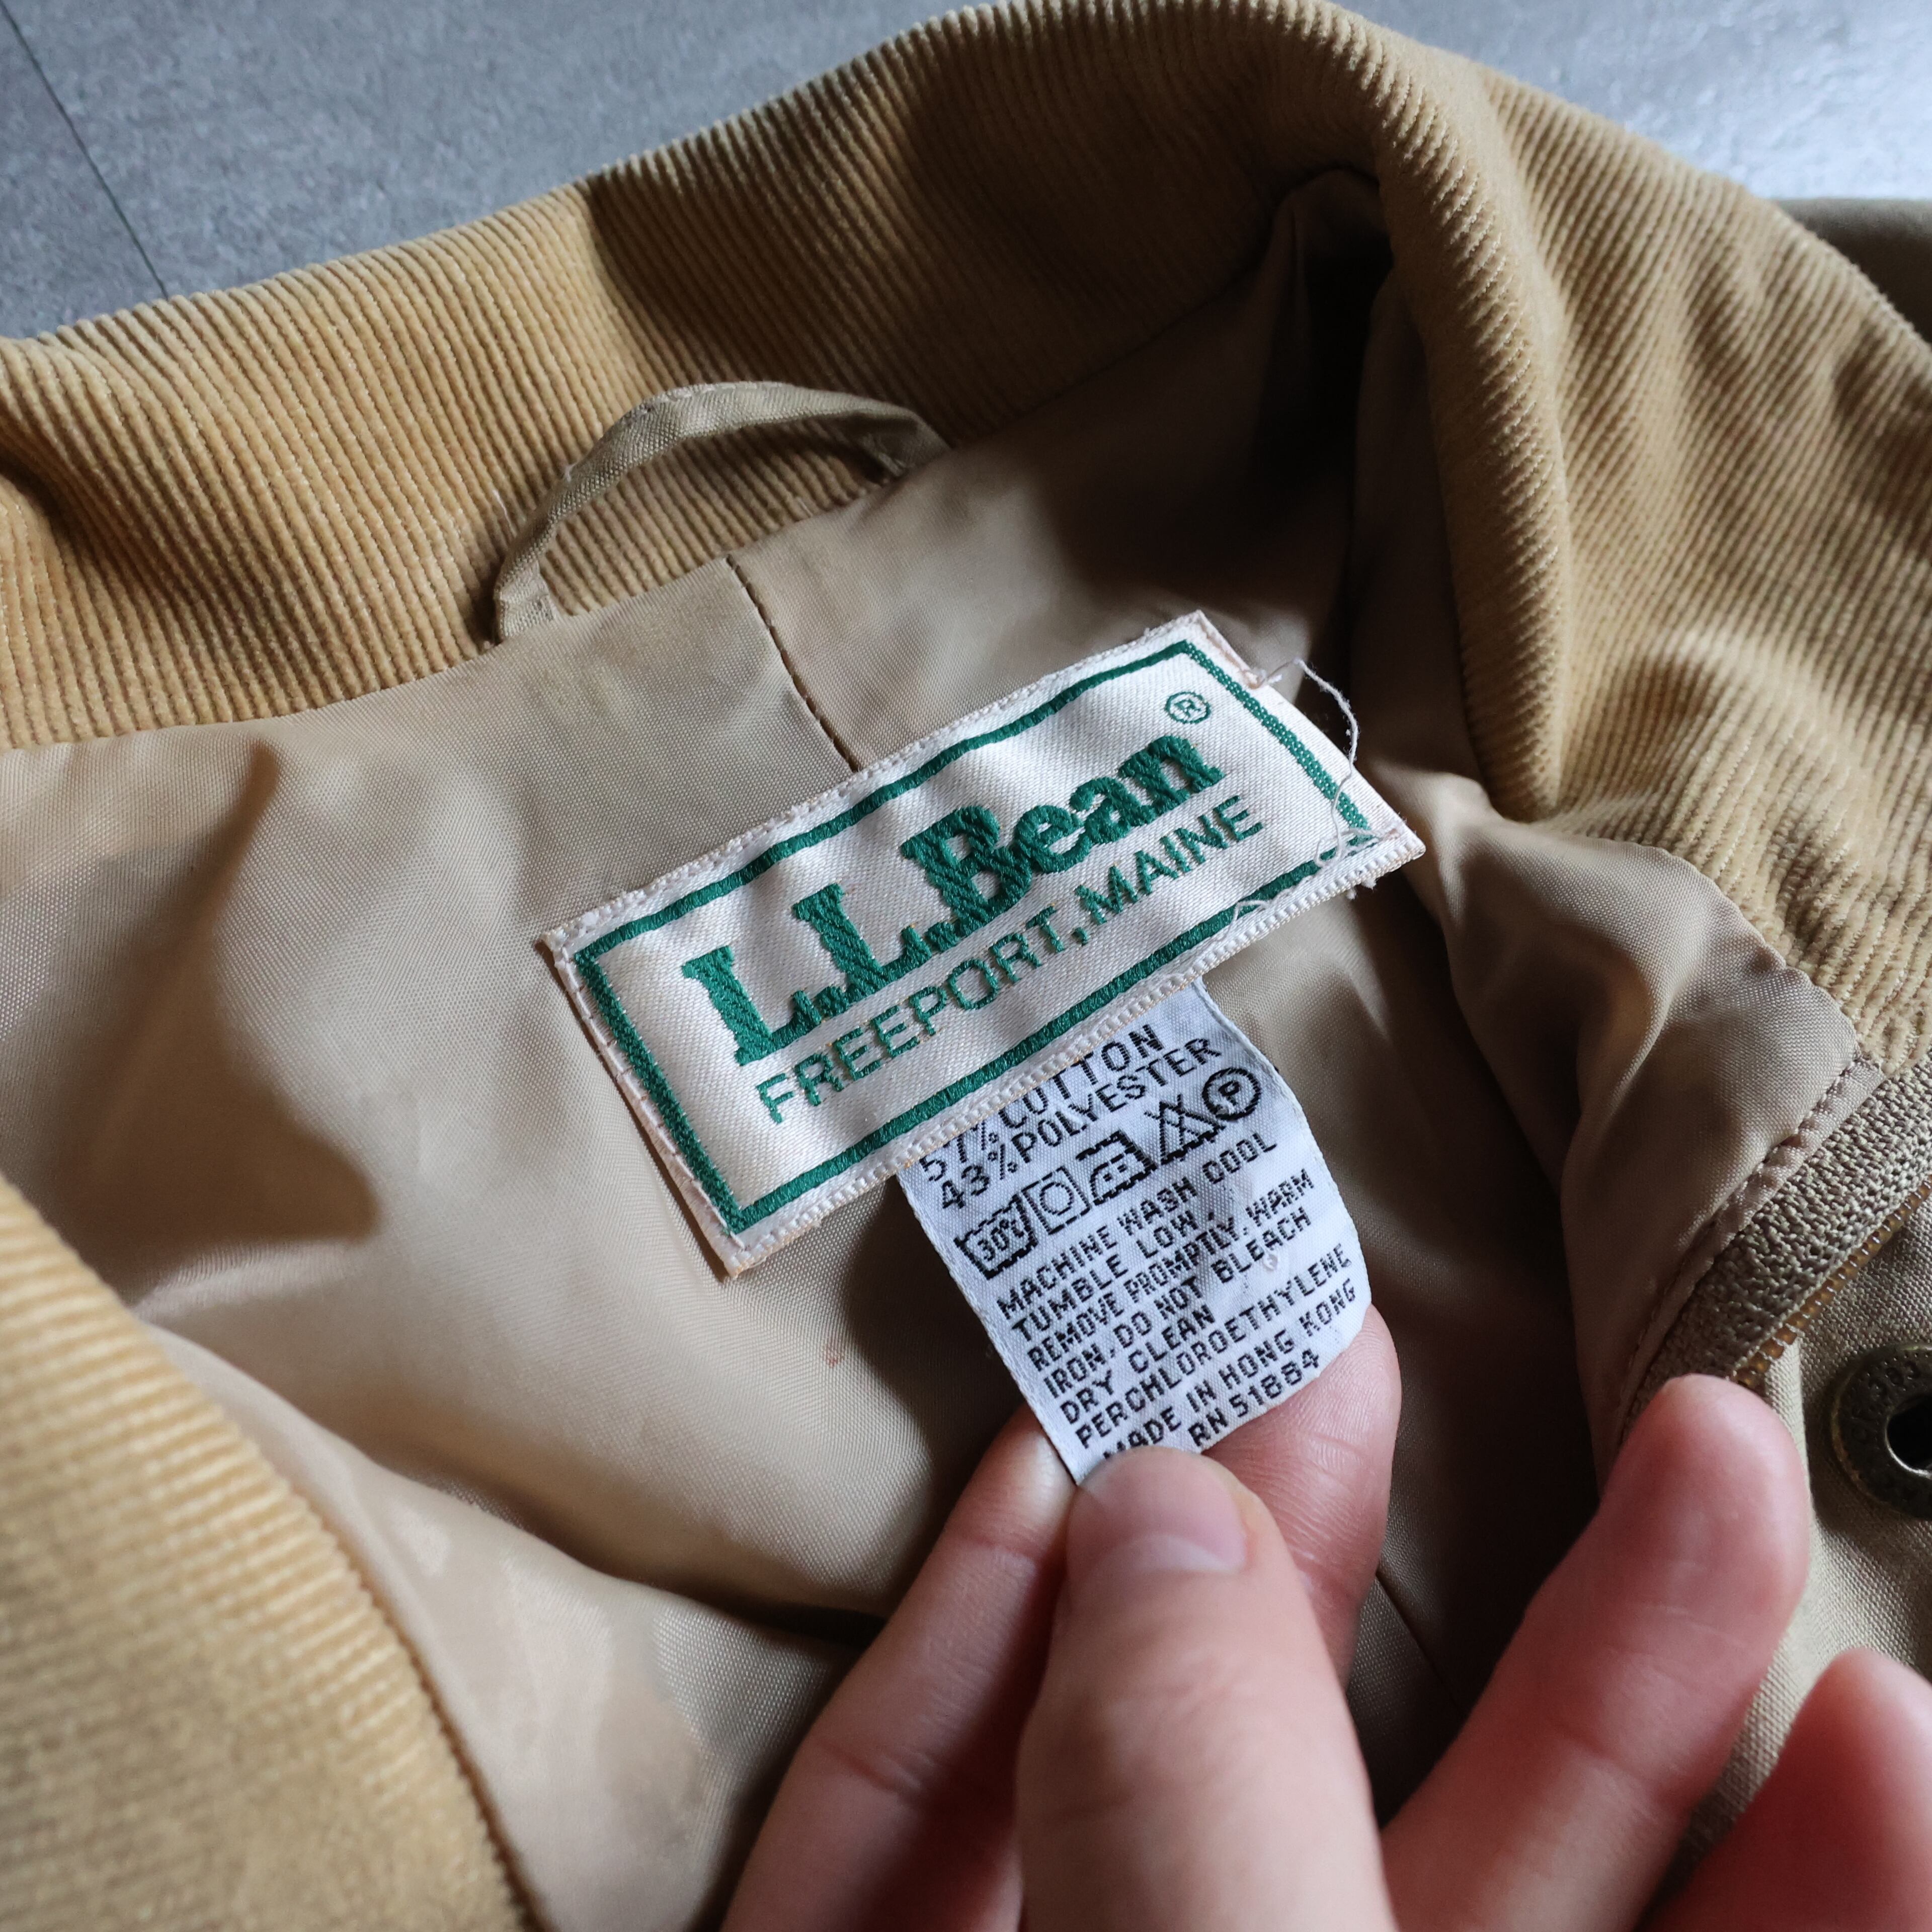 ®
L.L.Bean
FREEPORT, MAINE
57% COTTON
43% POLYESTER
30
P
MACHINE WASH COOL
TUMBLE LOW,
REMOVE PROMPTLY. WARM
IRON, DO NOT BLEACH
DRY CLEAN
PERCHLOROETHYLENE
MADE IN HONG KONG
RN 51884